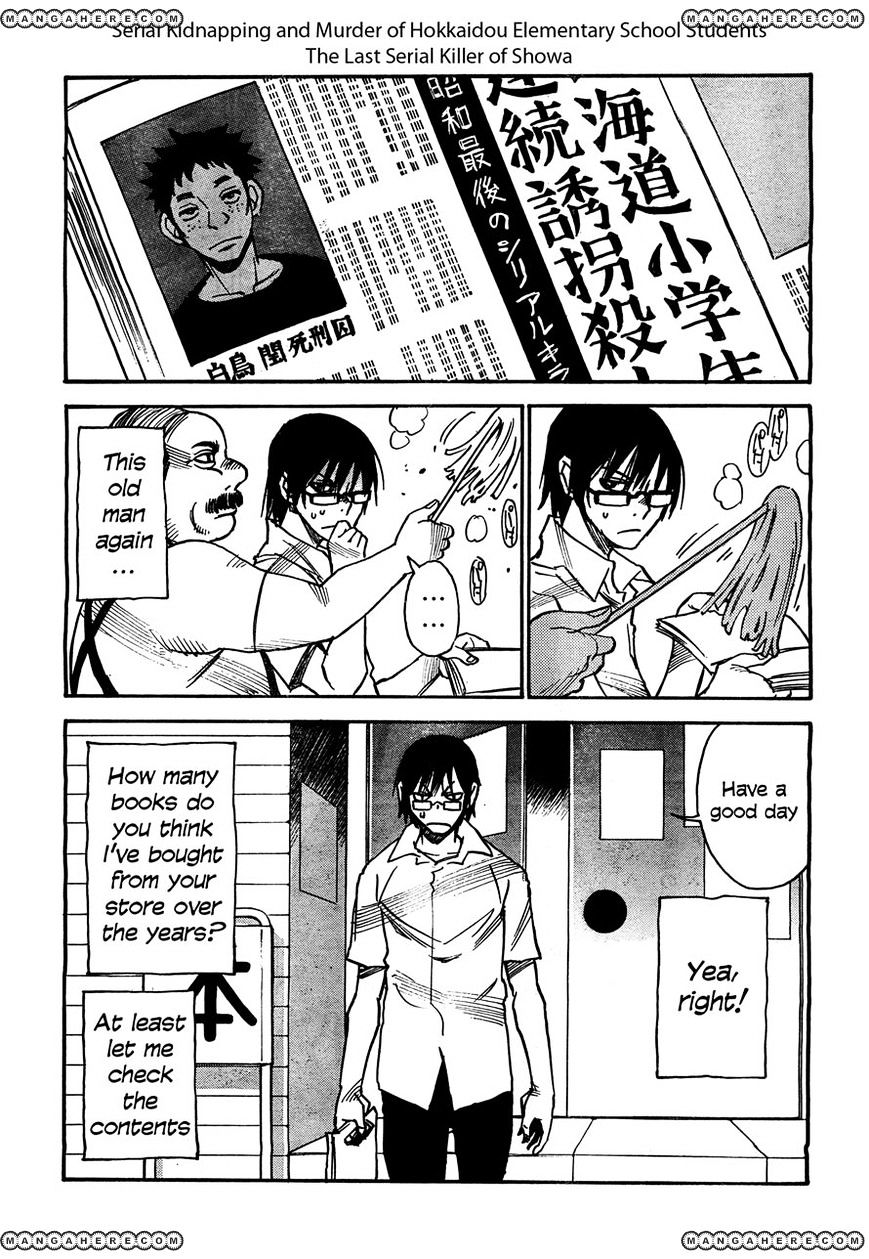 MANGAHERE.COM
MANGAHERE.COM
Serial Kidnapping and Murder of Hokkaidou Elementary School Students
The Last Serial Killer of Showa
海道小学生
連続誘拐殺
昭和最後のシリアルキラ
白鳥 閏 死刑囚
This
old
man
again
...
...
...
How many
books do
you think
I've bought
from your
store over
the years?
Have a
good day
Yea,
right!
本
At least
let me
check
the
contents
MANGAHERE.COM
MANGAHERE.COM